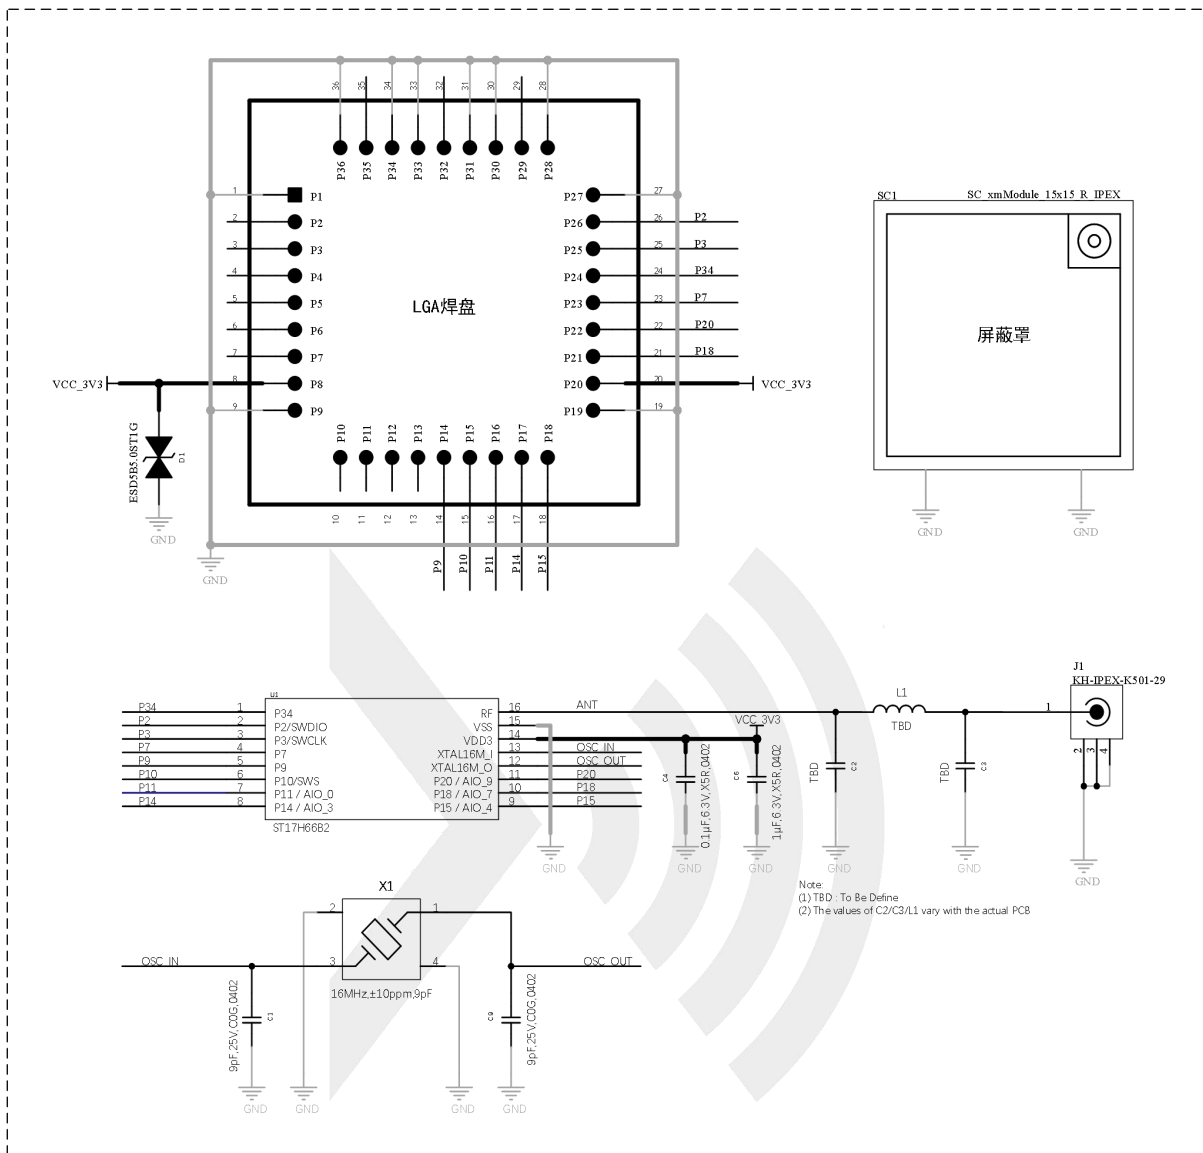 36
35
34
33
32
31
30
29
28
P36
P35
P34
P33
P32
P31
P30
P29
P28
1
P1
2
P2
3
P3
4
P4
5
P5
6
P6
7
P7
VCC_3V3
8
P8
9
P9
P27
27
P26
26
P2
P25
25
P3
P24
24
P34
P23
23
P7
P22
22
P20
P21
21
P18
P20
20
VCC_3V3
P19
19
LGA焊盘
P10
P11
P12
P13
P14
P15
P16
P17
P18
10
11
12
13
14
15
16
17
18
P9
P10
P11
P14
P15
ESD5B5.0ST1G
D1
GND
GND
SC1
SC_xmModule_15x15_R_IPEX
屏蔽罩
GND
GND
U1
P34 1 P34
P2 2 P2/SWDIO
P3 3 P3/SWCLK
P7 4 P7
P9 5 P9
P10 6 P10/SWS
P11 7 P11 / AIO_0
P14 8 P14 / AIO_3
RF 16 ANT
VSS 15
VDD3 14
XTAL16M_I 13 OSC_IN
XTAL16M_O 12 OSC_OUT
P20 / AIO_9 11 P20
P18 / AIO_7 10 P18
P15 / AIO_4 9 P15
ST17H66B2
GND
VCC_3V3
C4
0.1μF,6.3V,X5R,0402
GND
C6
1μF,6.3V,X5R,0402
GND
TBD
C2
GND
L1
TBD
TBD
C3
GND
J1
KH-IPEX-K501-29
1
2
3
4
GND
Note:
(1) TBD : To Be Define
(2) The values of C2/C3/L1 vary with the actual PCB
X1
2
1
3
4
OSC_IN
OSC_OUT
16MHz,±10ppm,9pF
9pF,25V,C0G,0402
C1
9pF,25V,C0G,0402
C9
GND
GND
GND
GND